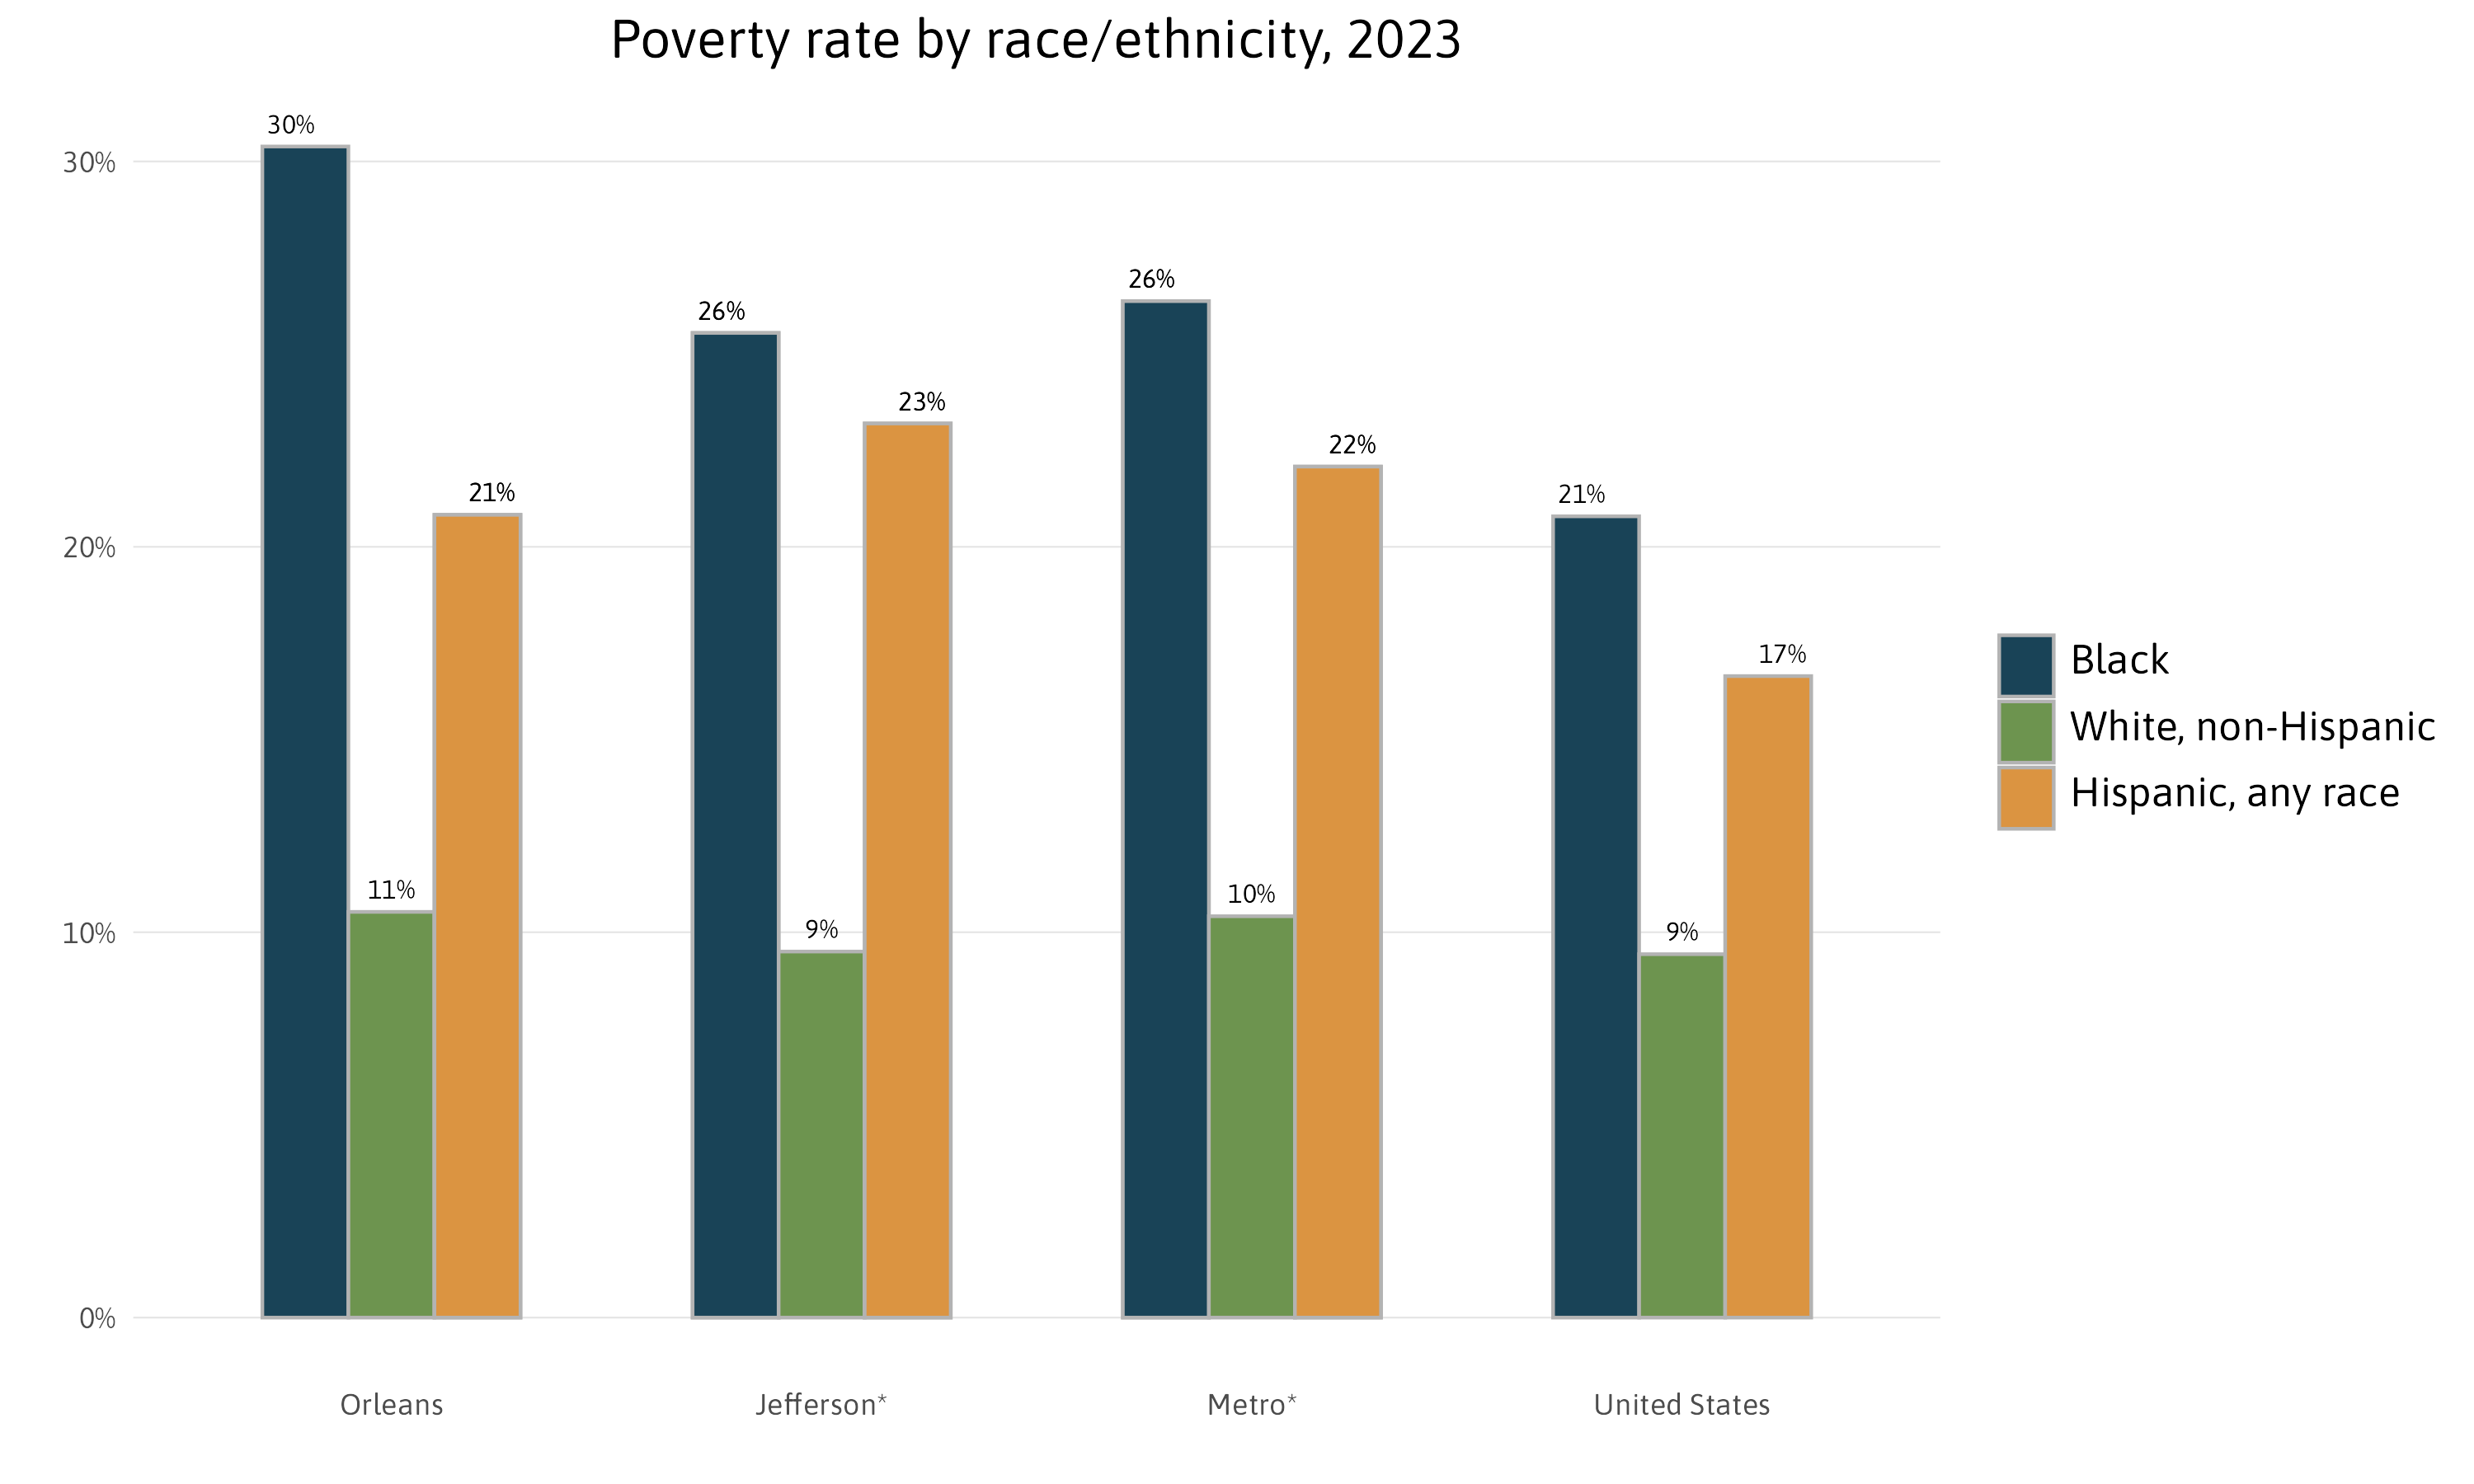 Poverty rate by race/ethnicity, 2023
30%
20%
10%
0%
30%
11%
21%
26%
9%
23%
26%
10%
22%
21%
9%
17%
Orleans
Jefferson*
Metro*
United States
Black
White, non-Hispanic
Hispanic, any race